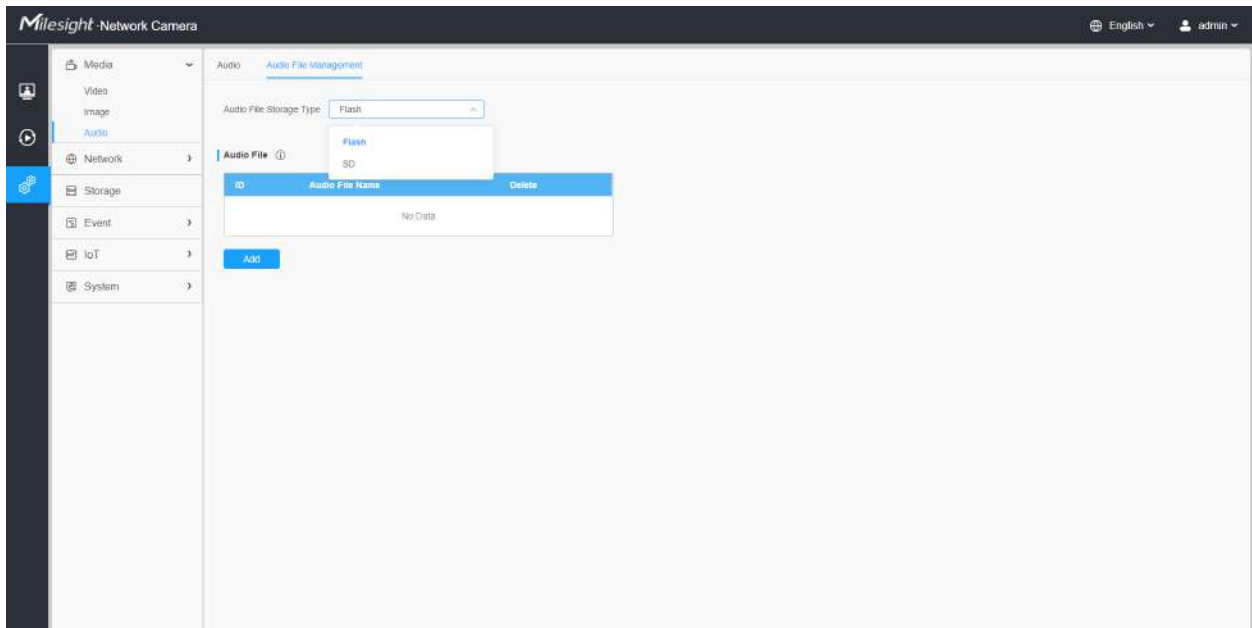 Milesight -Network Camera
English
admin
Media
Video
Image
Audio
Network
Storage
Event
IoT
System
Audio
Audio File Management
Audio File Storage Type
Flash
Flash
SD
Audio File
ID
Audio File Name
Delete
No Data
Add